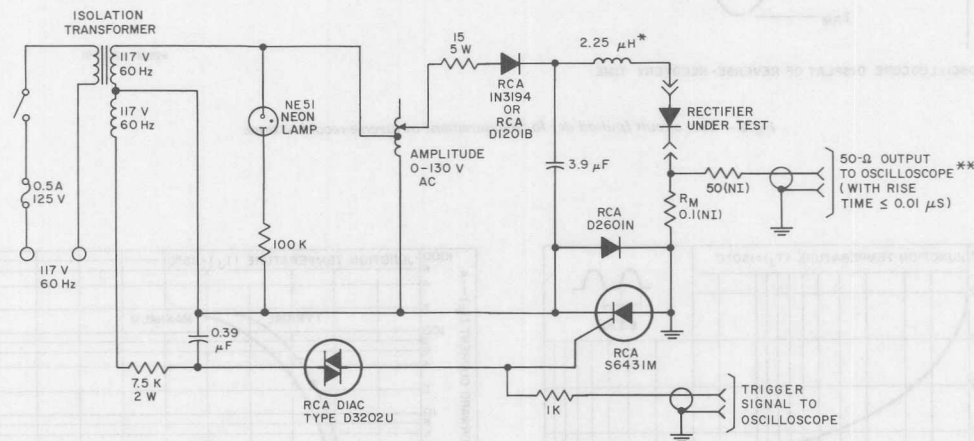 ISOLATION
TRANSFORMER
117 V
60 Hz
117 V
60 Hz
0.5A
125 V
117 V
60 Hz
NE51
NEON
LAMP
100 K
AMPLITUDE
0-130 V
AC
15
5 W
RCA
1N3194
OR
RCA
D1201B
2.25 μH*
RECTIFIER
UNDER TEST
3.9 μF
50(NI)
50-Ω OUTPUT
TO OSCILLOSCOPE**
(WITH RISE
TIME ≤ 0.01 μS)
RM
0.1(NI)
RCA
D2601N
0.39
μF
7.5 K
2 W
RCA DIAC
TYPE D3202U
RCA
S6431M
1K
TRIGGER
SIGNAL TO
OSCILLOSCOPE